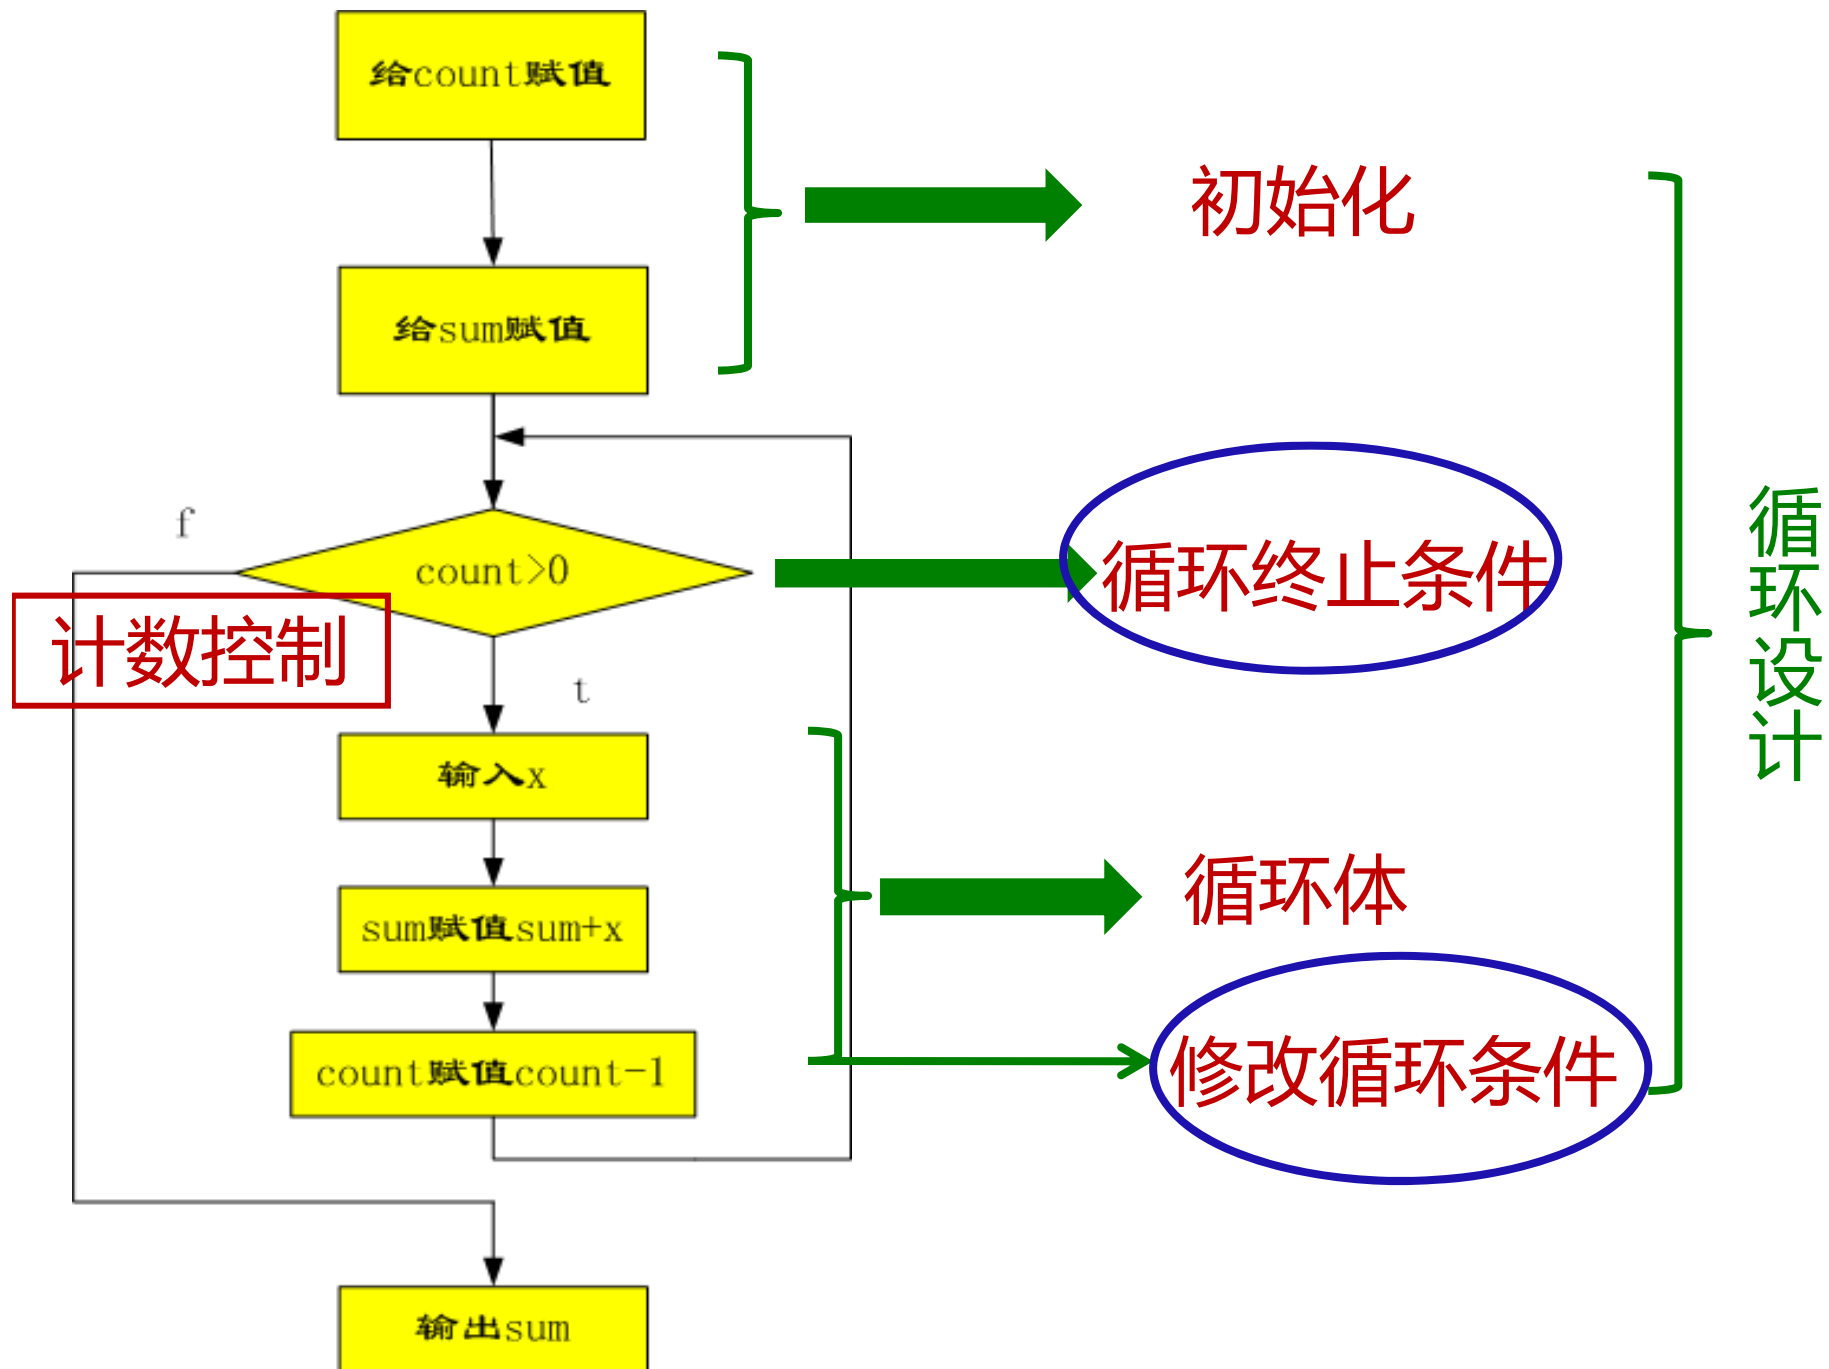 给count赋值
初始化
给sum赋值
f
count>0
循环终止条件
计数控制
t
循环设计
输入x
sum赋值sum+x
循环体
count赋值count-1
修改循环条件
输出sum